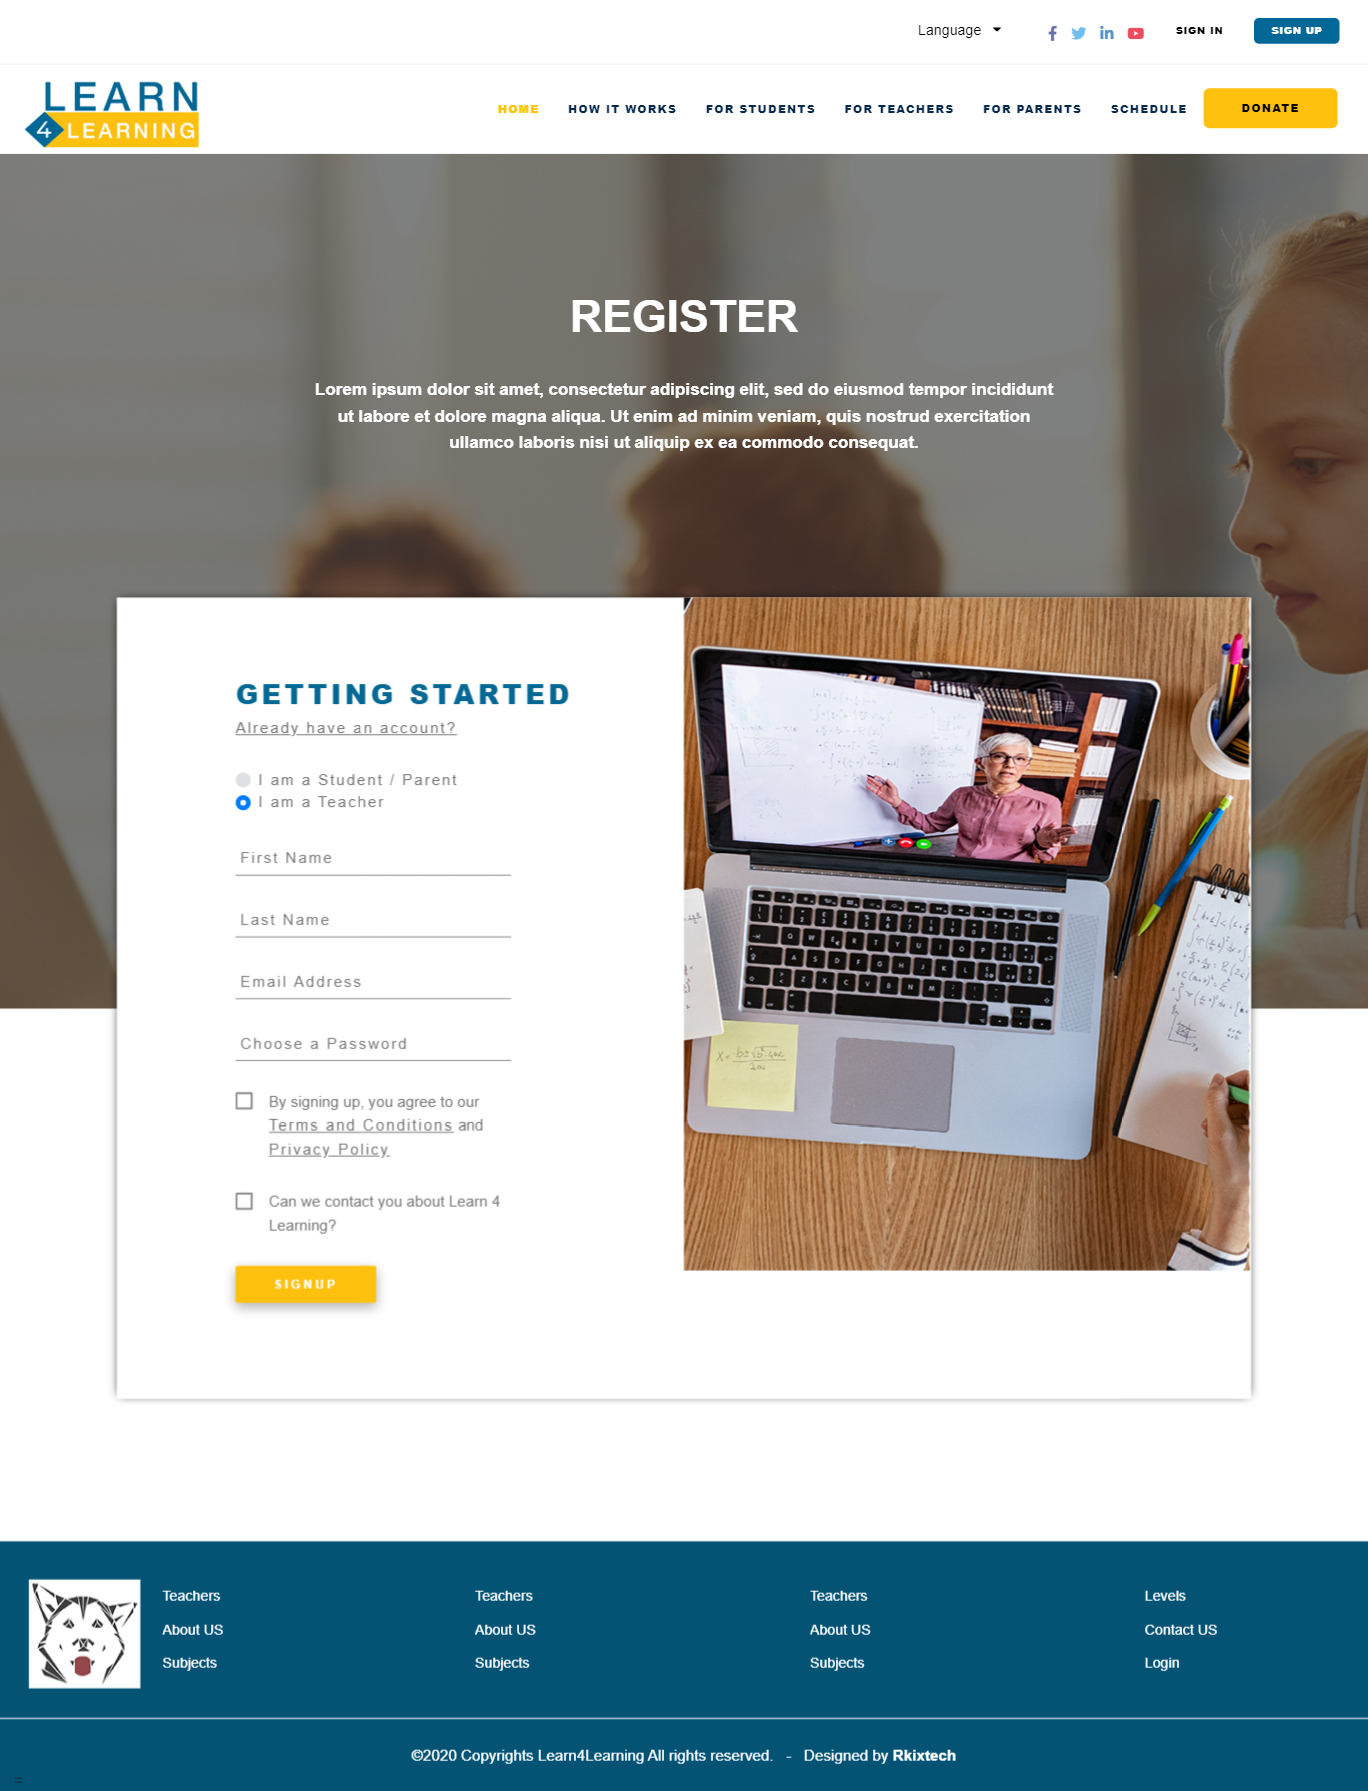 Language
SIGN IN
SIGN UP
LEARN
4 LEARNING
HOME
HOW IT WORKS
FOR STUDENTS
FOR TEACHERS
FOR PARENTS
SCHEDULE
DONATE
REGISTER
Lorem ipsum dolor sit amet, consectetur adipiscing elit, sed do eiusmod tempor incididunt
ut labore et dolore magna aliqua. Ut enim ad minim veniam, quis nostrud exercitation
ullamco laboris nisi ut aliquip ex ea commodo consequat.
GETTING STARTED
Already have an account?
I am a Student / Parent
I am a Teacher
First Name
Last Name
Email Address
Choose a Password
By signing up, you agree to our
Terms and Conditions and
Privacy Policy
Can we contact you about Learn 4
Learning?
SIGNUP
Teachers
About US
Subjects
Teachers
About US
Subjects
Teachers
About US
Subjects
Levels
Contact US
Login
©2020 Copyrights Learn4Learning All rights reserved. - Designed by Rkixtech
=